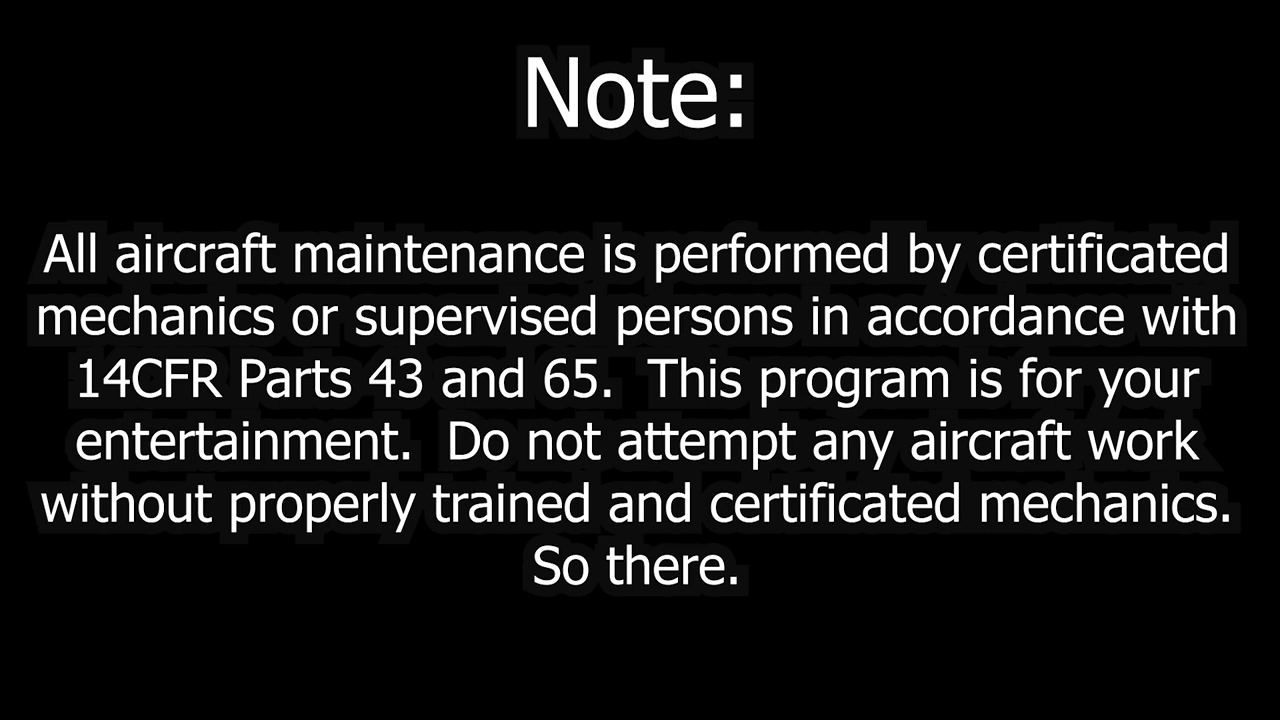 Note:
All aircraft maintenance is performed by certificated
mechanics or supervised persons in accordance with
14CFR Parts 43 and 65.  This program is for your
entertainment.  Do not attempt any aircraft work
without properly trained and certificated mechanics.
So there.